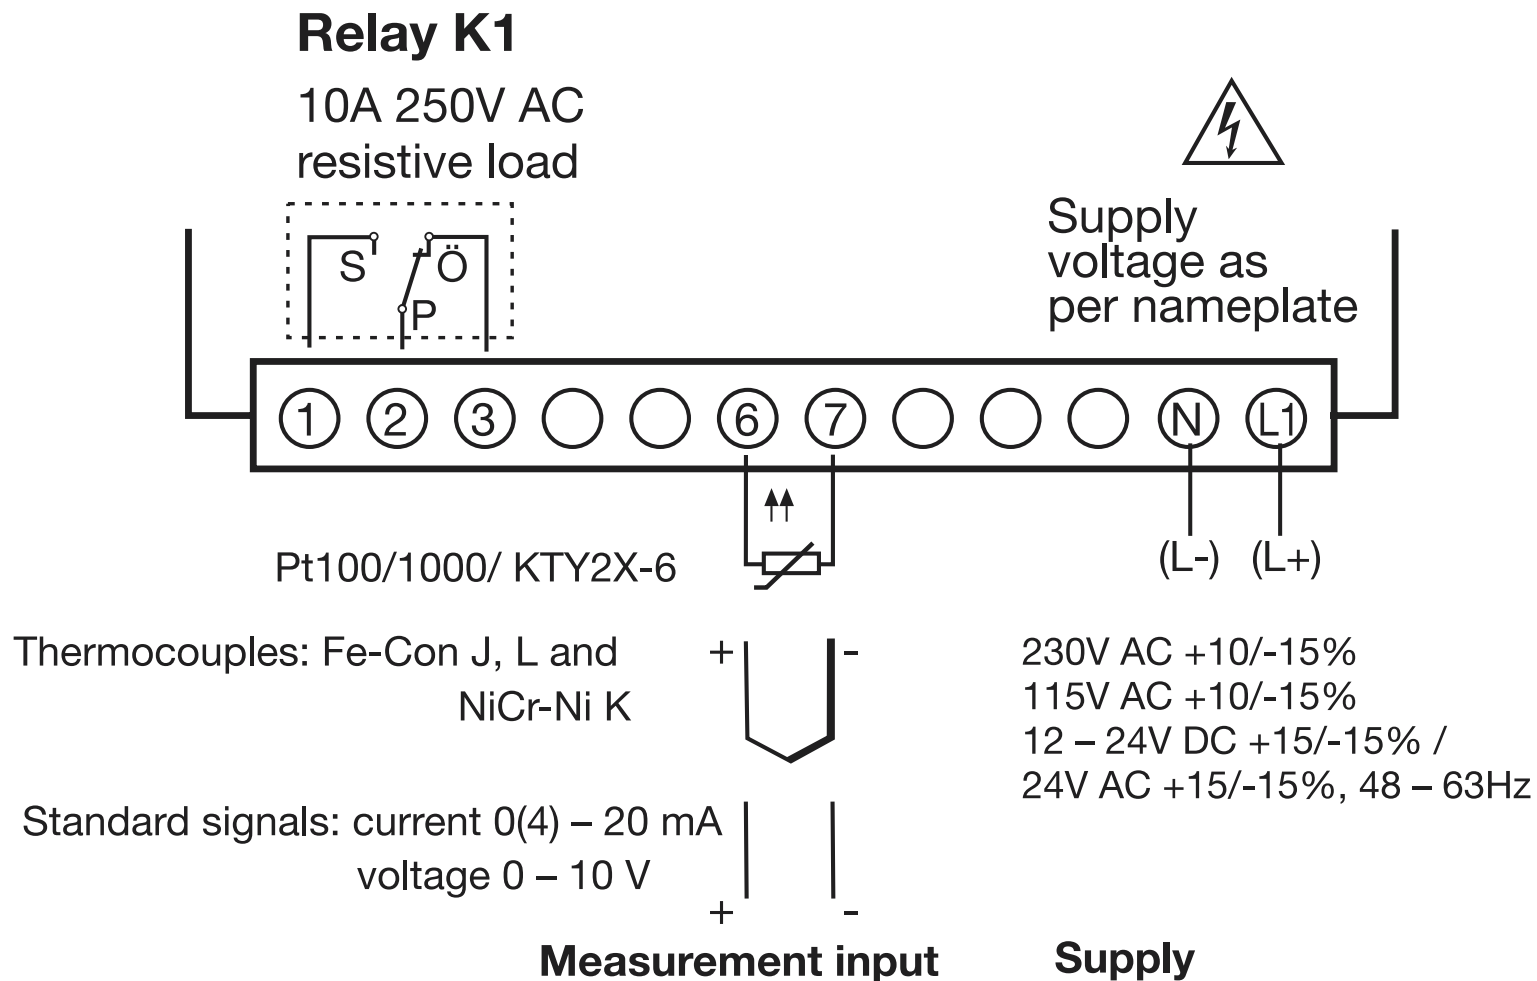 Relay K1
10A 250V AC
resistive load
S Ö
P
Supply
voltage as
per nameplate
1 2 3 6 7 N L1
(L-) (L+)
Pt100/1000/ KTY2X-6
Thermocouples: Fe-Con J, L and
NiCr-Ni K
+ -
Standard signals: current 0(4) – 20 mA
voltage 0 – 10 V
+ -
Measurement input
230V AC +10/-15%
115V AC +10/-15%
12 – 24V DC +15/-15% /
24V AC +15/-15%, 48 – 63Hz
Supply